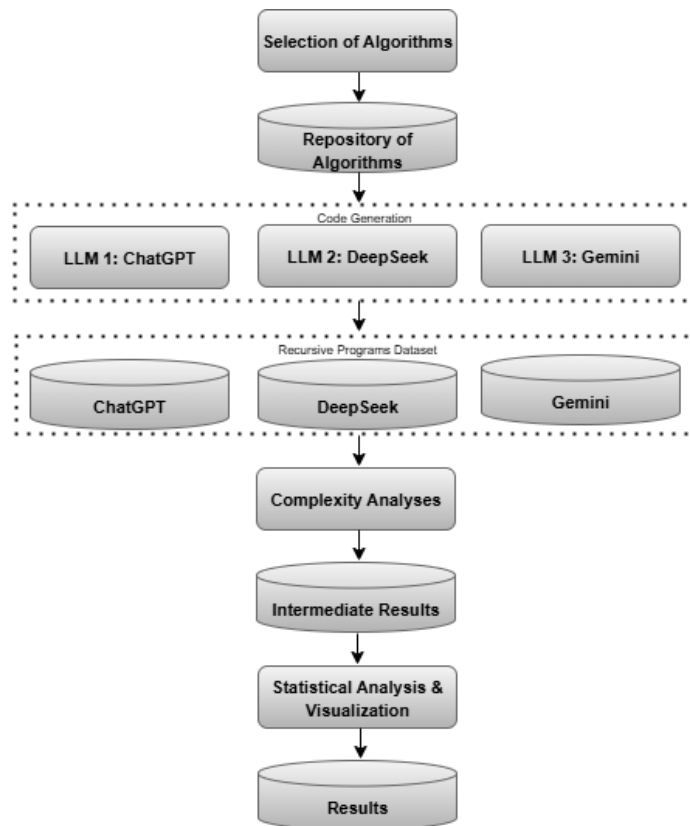 Selection of Algorithms
Repository of
Algorithms
Code Generation
LLM 1: ChatGPT
LLM 2: DeepSeek
LLM 3: Gemini
Recursive Programs Dataset
ChatGPT
DeepSeek
Gemini
Complexity Analyses
Intermediate Results
Statistical Analysis &
Visualization
Results